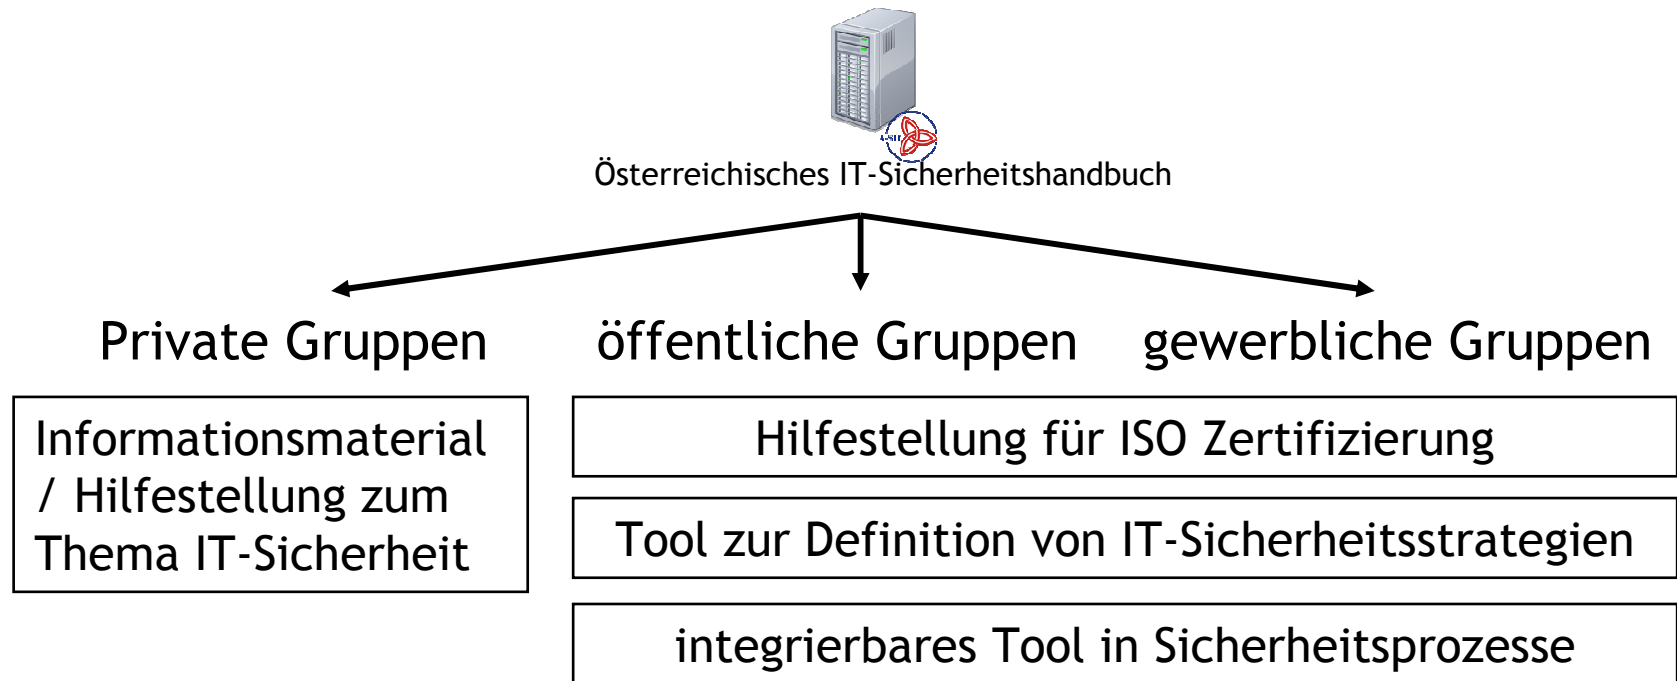 A-SIT
Österreichisches IT-Sicherheitshandbuch
Private Gruppen
öffentliche Gruppen
gewerbliche Gruppen
Informationsmaterial
/ Hilfestellung zum
Thema IT-Sicherheit
Hilfestellung für ISO Zertifizierung
Tool zur Definition von IT-Sicherheitsstrategien
integrierbares Tool in Sicherheitsprozesse